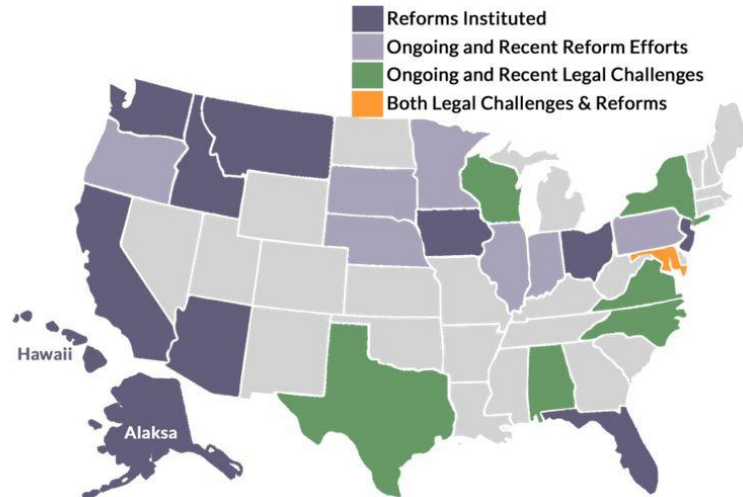 Reforms Instituted
Ongoing and Recent Reform Efforts
Ongoing and Recent Legal Challenges
Both Legal Challenges & Reforms
Hawaii
Alaksa